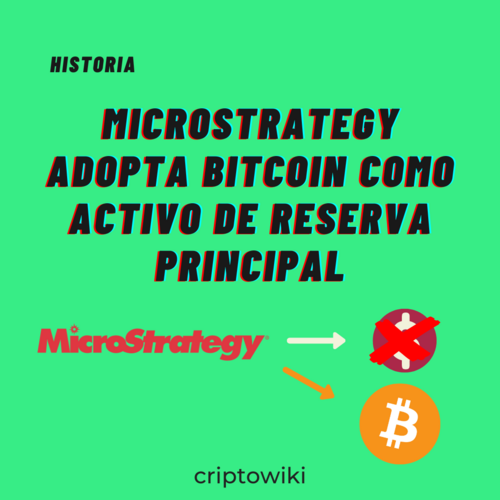 HISTORIA
MICROSTRATEGY
ADOPTA BITCOIN COMO
ACTIVO DE RESERVA
PRINCIPAL
MicroStrategy
criptowiki